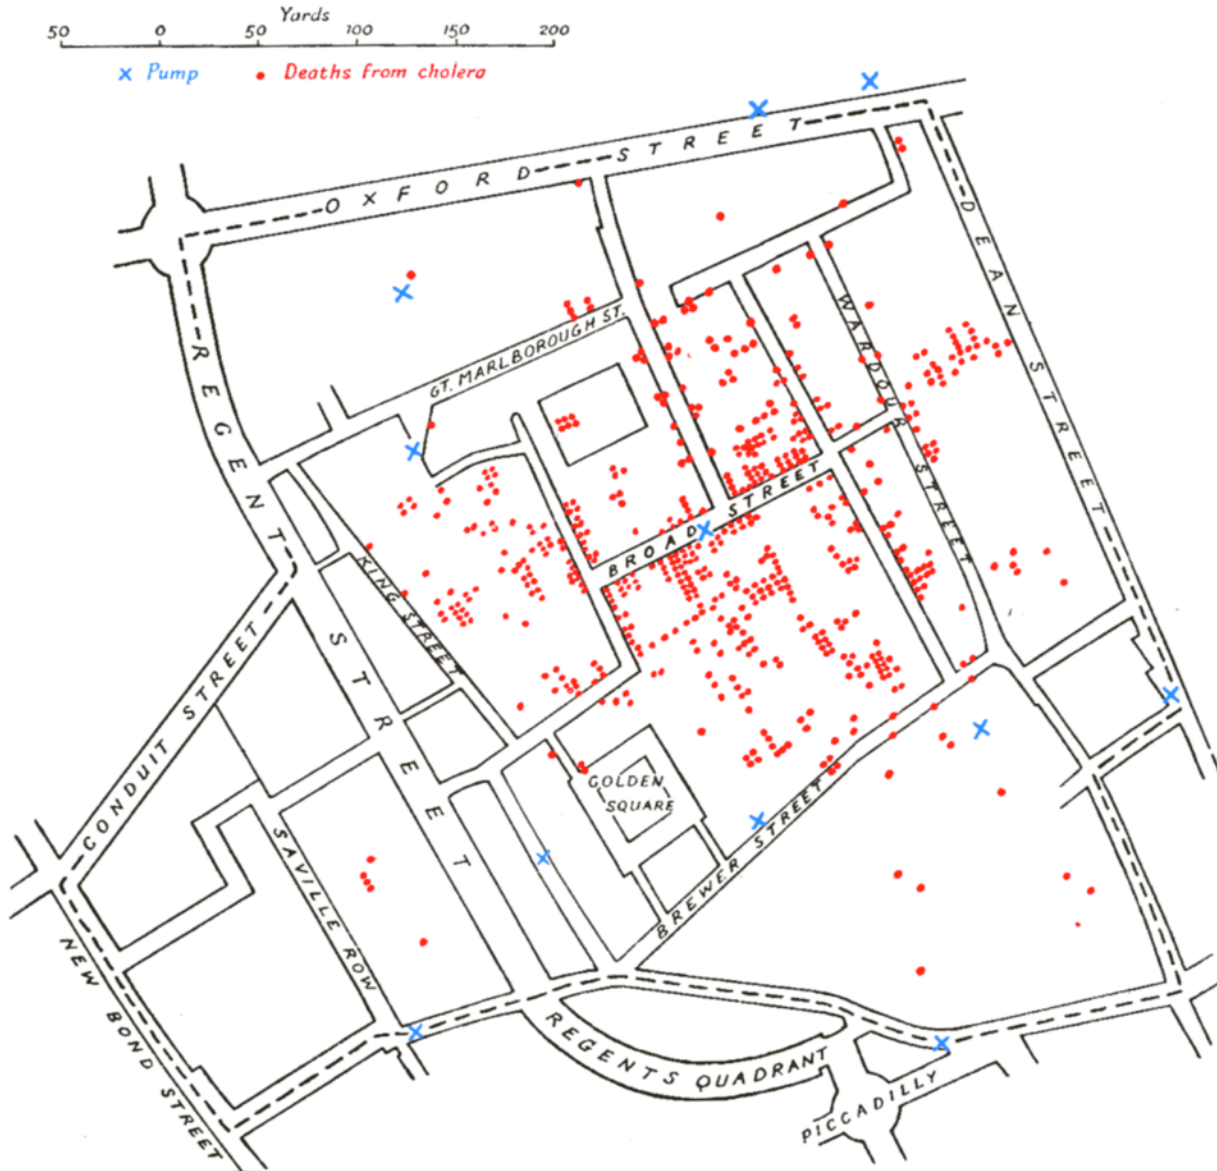 Yards
50 0 50 100 150 200
× Pump • Deaths from cholera
OXFORD STREET
REGENT STREET
GT. MARLBOROUGH ST.
WARDOUR STREET
DEAN STREET
BROAD STREET
KING STREET
CONDUIT STREET
GOLDEN
SQUARE
SAVILLE ROW
BREWER STREET
NEW BOND STREET
REGENTS QUADRANT
PICCADILLY